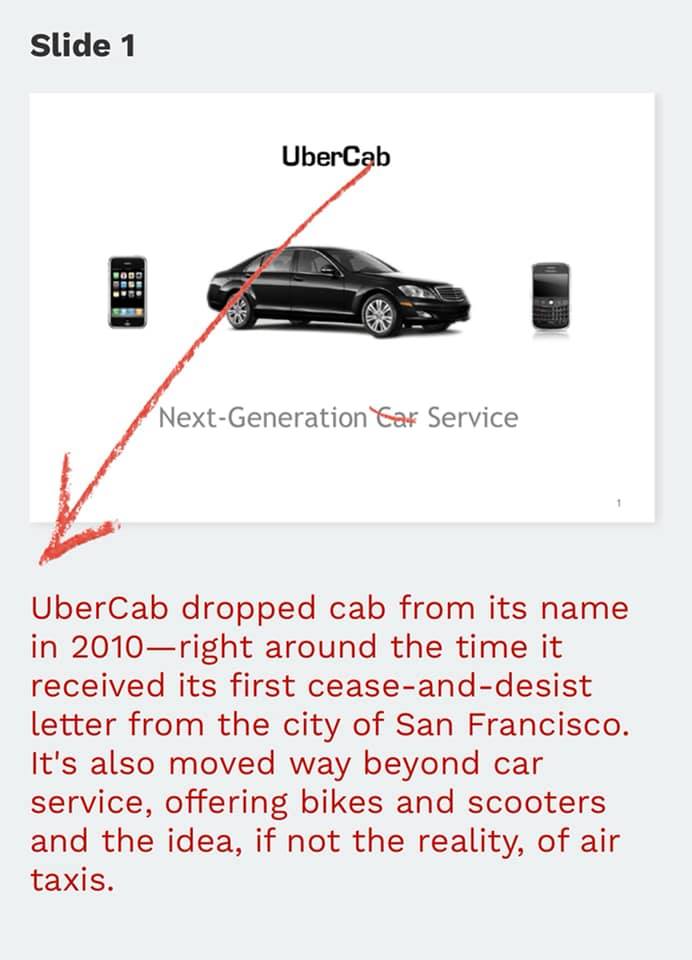 Slide 1
UberCab
Next-Generation Car Service
1
UberCab dropped cab from its name
in 2010—right around the time it
received its first cease-and-desist
letter from the city of San Francisco.
It's also moved way beyond car
service, offering bikes and scooters
and the idea, if not the reality, of air
taxis.